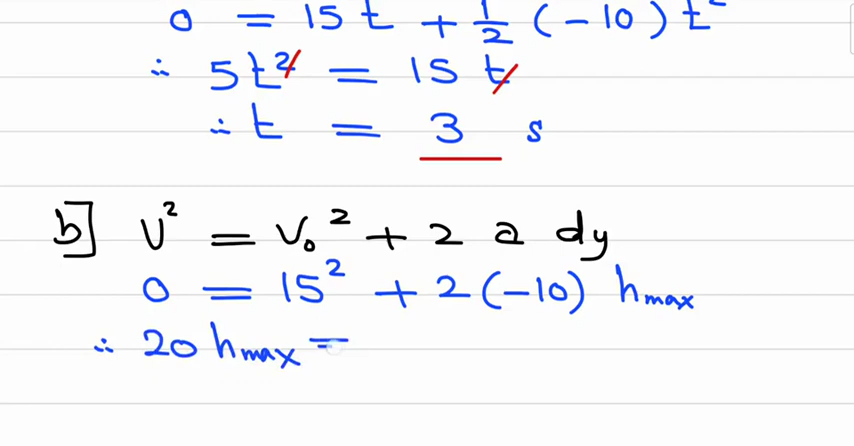 0 = 15 t + 1/2 (-10) t²
∴ 5t² = 15 t
∴ t = 3 s
b] V² = V₀² + 2 a dy
0 = 15² + 2 (-10) hmax
∴ 20 hmax =